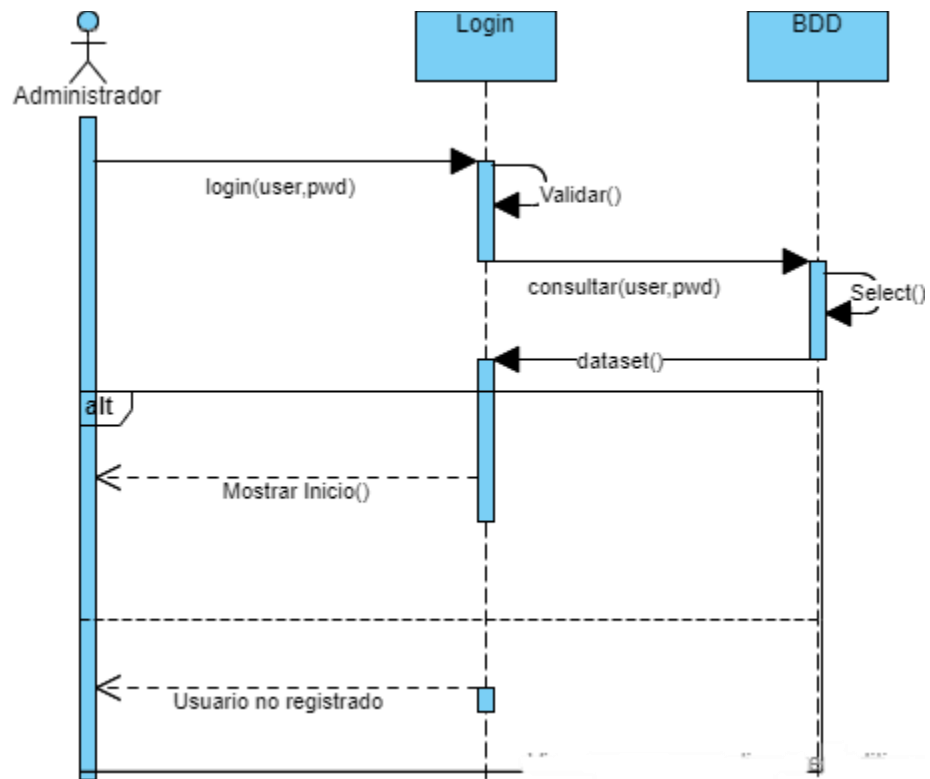 Login
BDD
Administrador
login(user,pwd)
Validar()
consultar(user,pwd)
Select()
dataset()
alt
Mostrar Inicio()
Usuario no registrado